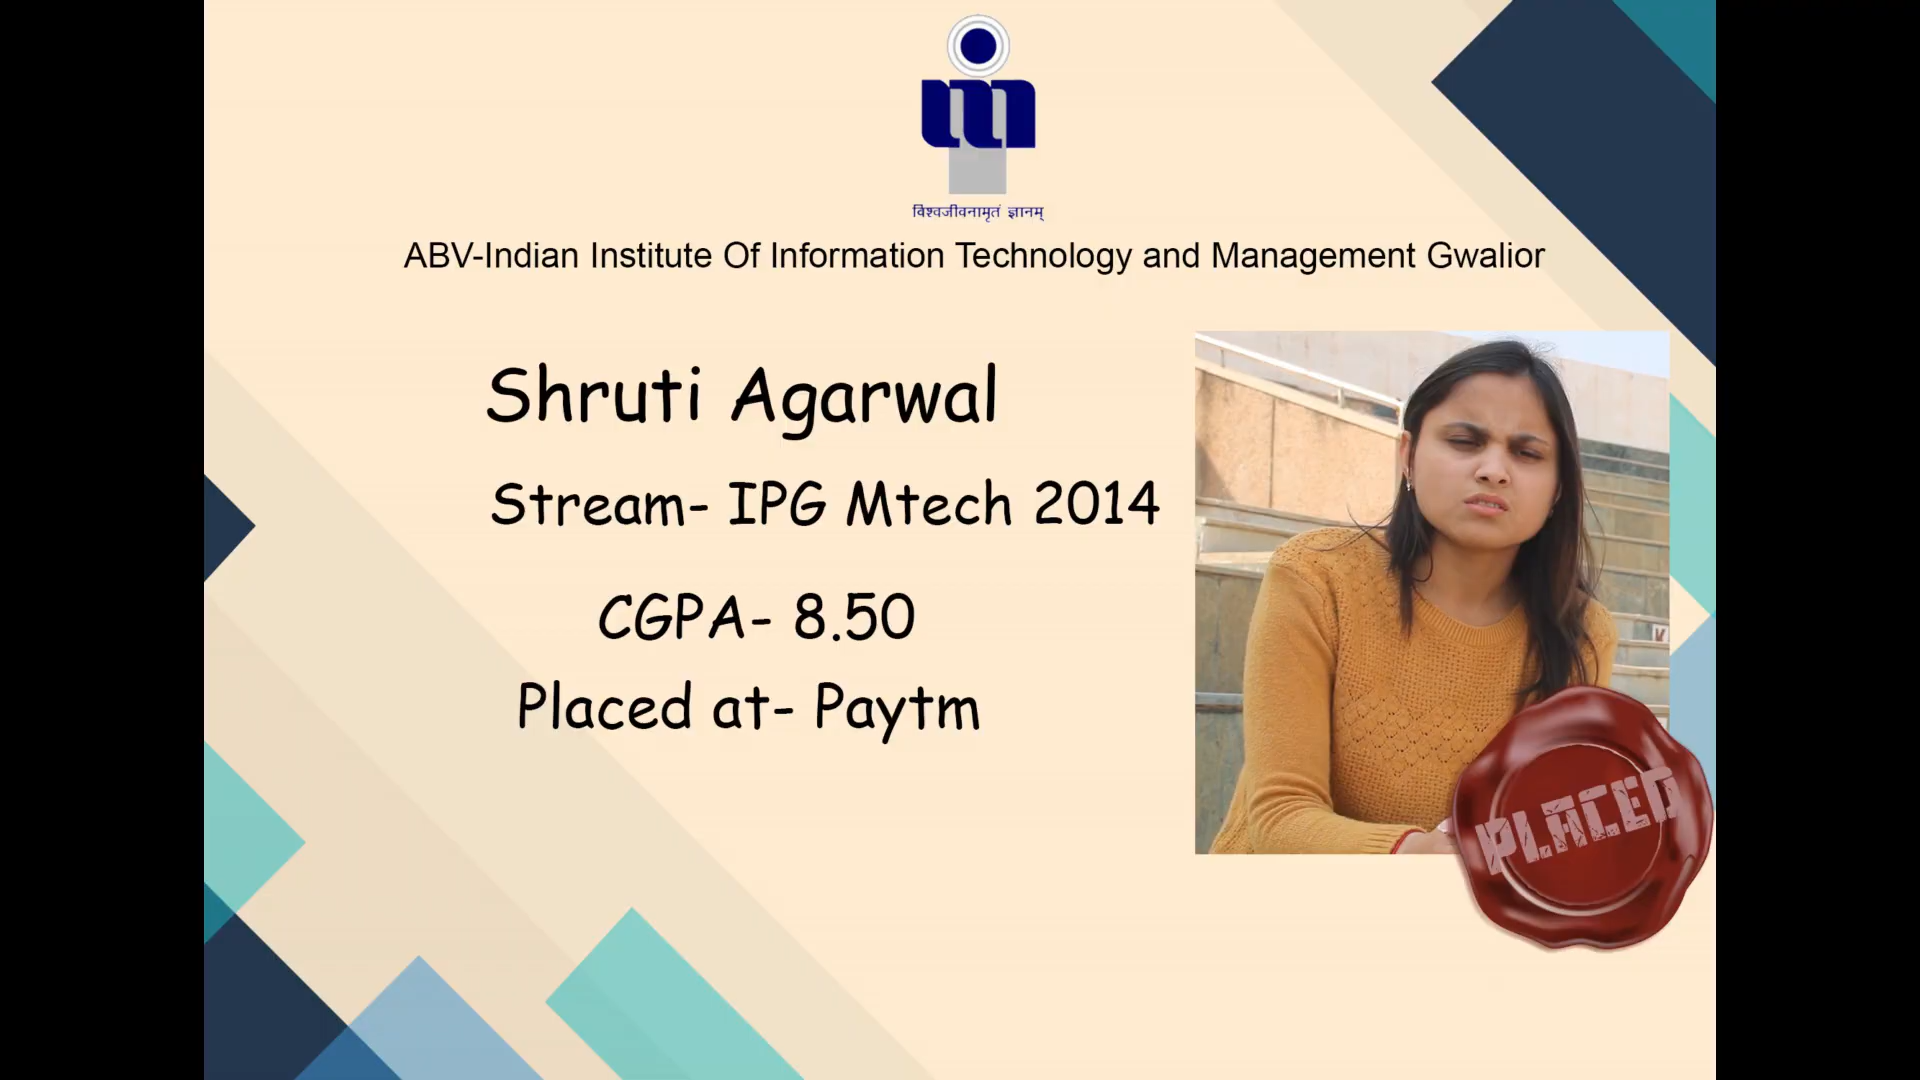 विश्वजीवनामृतं ज्ञानम्
ABV-Indian Institute Of Information Technology and Management Gwalior
Shruti Agarwal
Stream- IPG Mtech 2014
CGPA- 8.50
Placed at- Paytm
K
PLACED